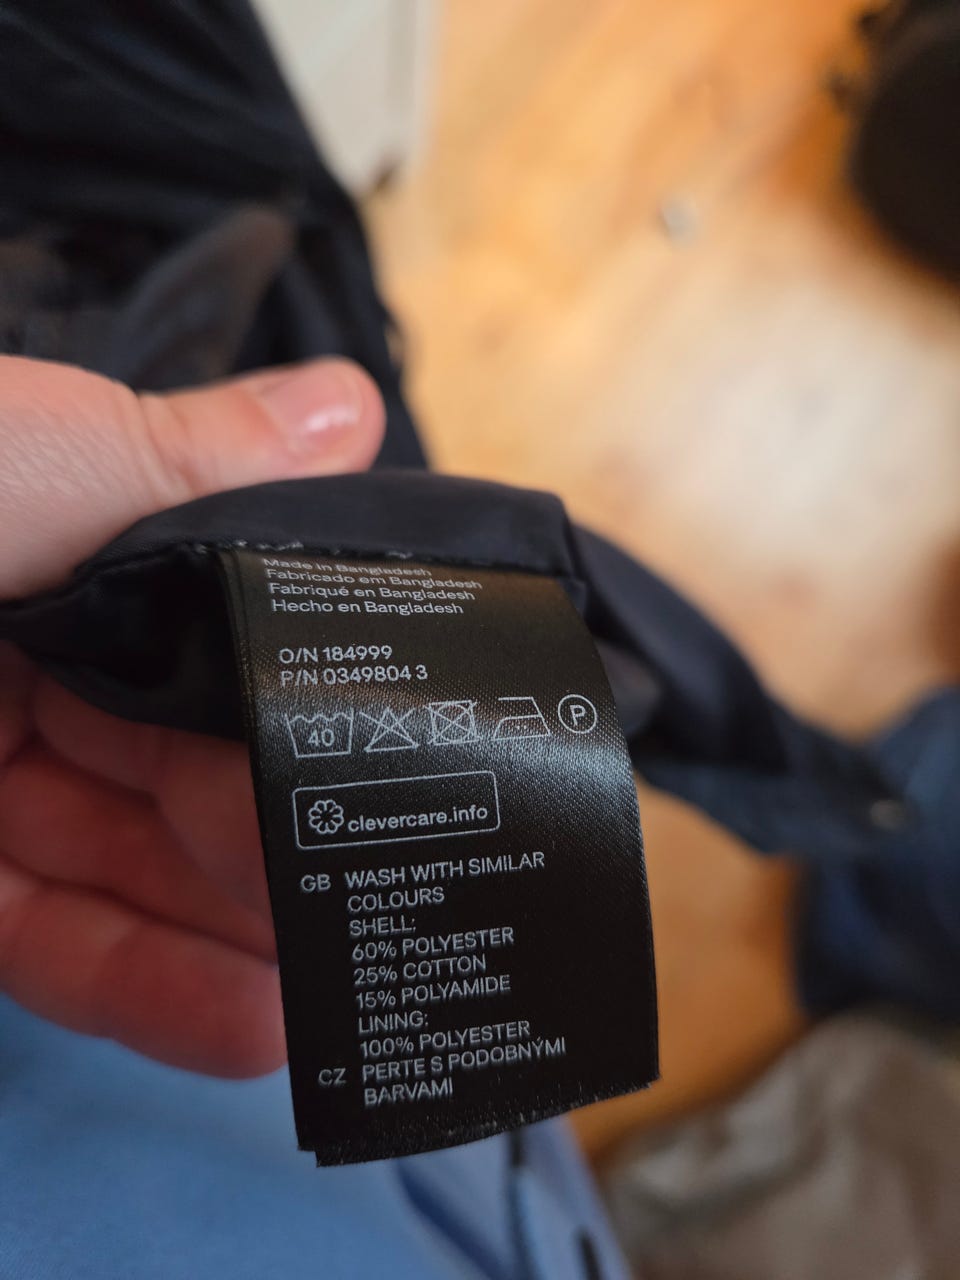 Made in Bangladesh
Fabricado em Bangladesh
Fabriqué en Bangladesh
Hecho en Bangladesh
O/N 184999
P/N 0349804 3
40 P
clevercare.info
GB WASH WITH SIMILAR
COLOURS
SHELL:
60% POLYESTER
25% COTTON
15% POLYAMIDE
LINING:
100% POLYESTER
CZ PERTE S PODOBNÝMI
BARVAMI